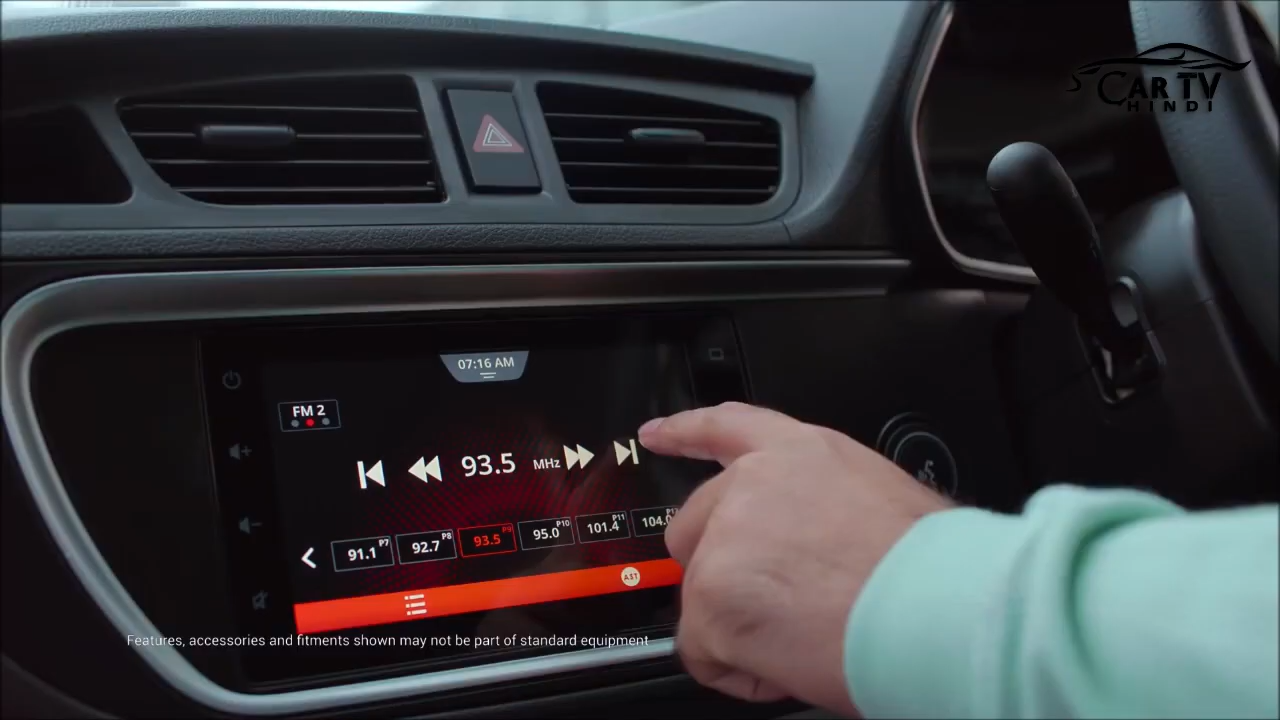 CAR TV
HINDI
07:16 AM
FM 2
93.5 MHz
91.1 P7
92.7 P8
93.5 P9
95.0 P10
101.4 P11
104.0
AST
Features, accessories and fitments shown may not be part of standard equipment